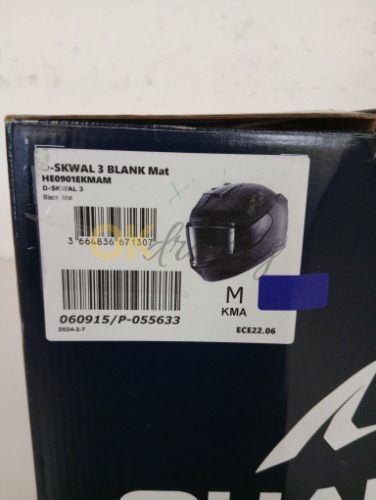 D-SKWAL 3 BLANK Mat
HE0901EKMAM
D-SKWAL 3
Black Mat
3 664836 671307
OKdriving
M
KMA
060915/P-055633
2024-2-7
ECE22.06